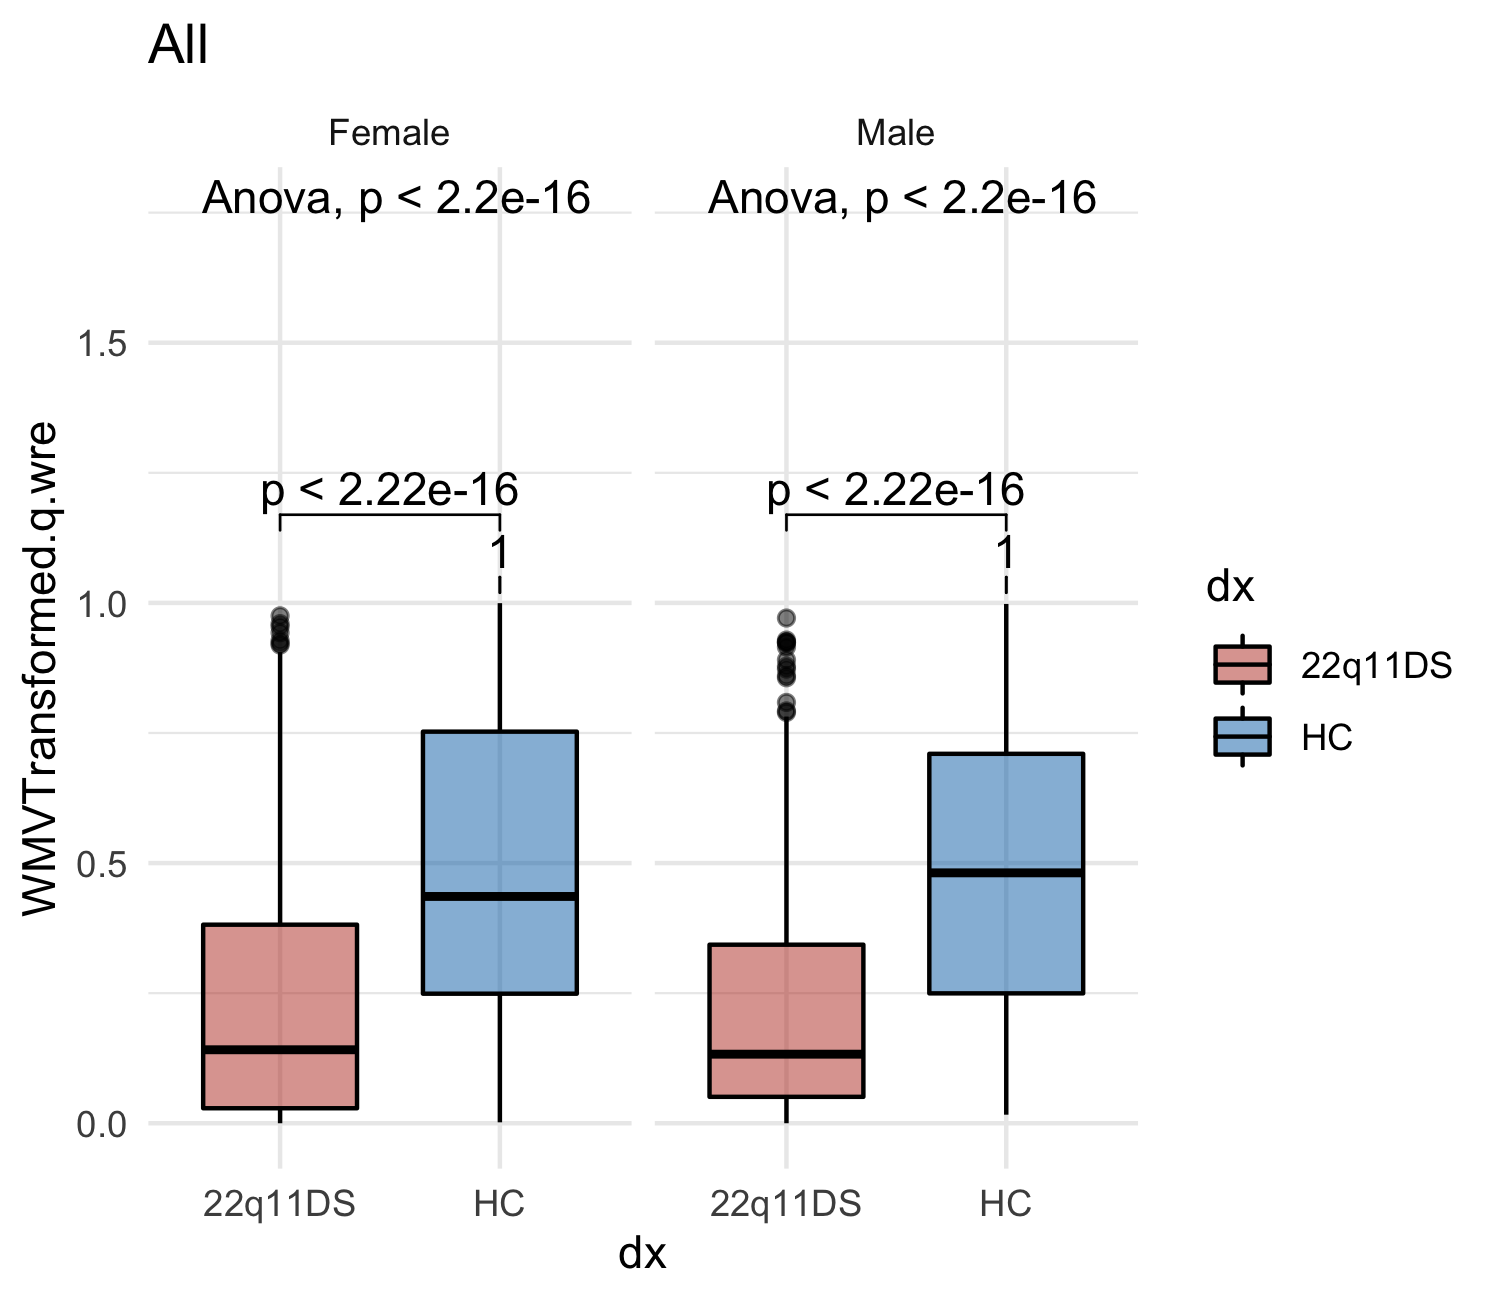 All
Female
Male
Anova, p < 2.2e-16
Anova, p < 2.2e-16
1.5
p < 2.22e-16
p < 2.22e-16
1
1
1.0
0.5
0.0
WMVTransformed.q.wre
22q11DS
HC
22q11DS
HC
dx
dx
22q11DS
HC